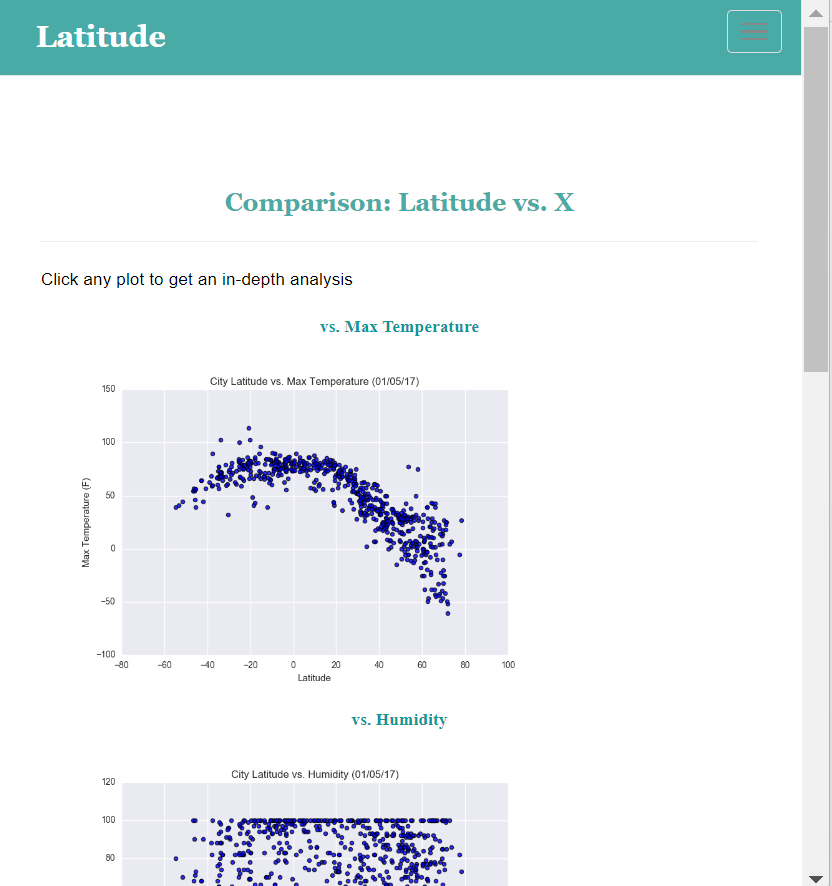 Latitude
Comparison: Latitude vs. X
Click any plot to get an in-depth analysis
vs. Max Temperature
City Latitude vs. Max Temperature (01/05/17)
150
100
50
0
−50
−100
Max Temperature (F)
−80 −60 −40 −20 0 20 40 60 80 100
Latitude
vs. Humidity
City Latitude vs. Humidity (01/05/17)
120
100
80